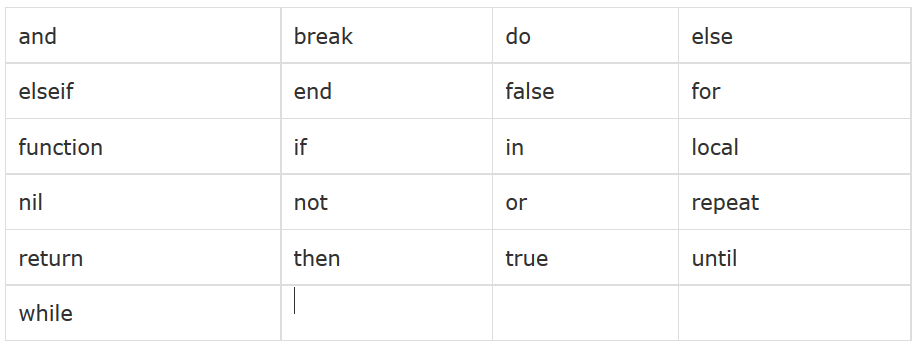 and break do else
elseif end false for
function if in local
nil not or repeat
return then true until
while